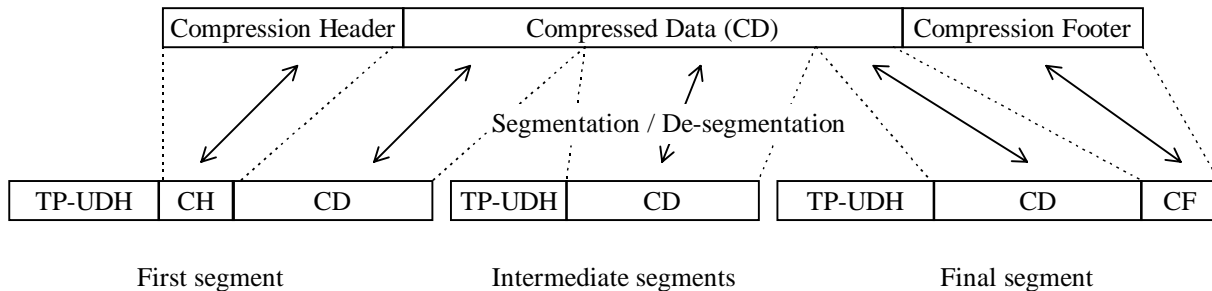 Compression Header Compressed Data (CD) Compression Footer
Segmentation / De-segmentation
TP-UDH CH CD TP-UDH CD TP-UDH CD CF
First segment Intermediate segments Final segment